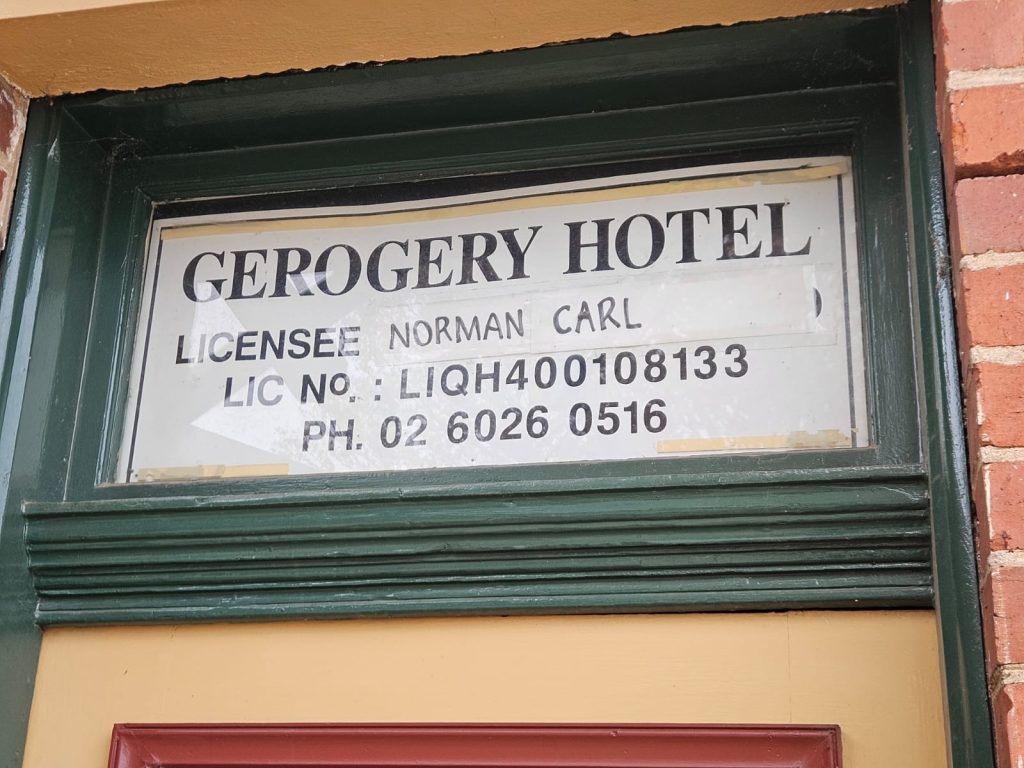 GEROGERY HOTEL
LICENSEE NORMAN CARL
LIC Nº. : LIQH400108133
PH. 02 6026 0516